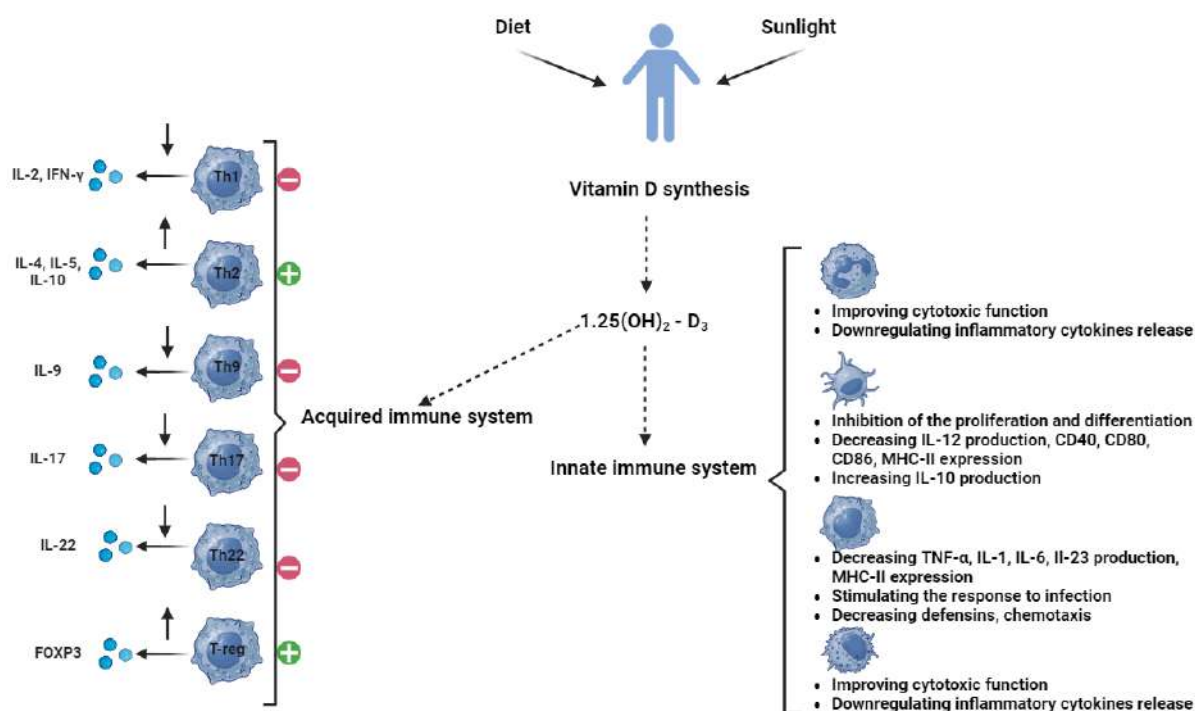 Diet
Sunlight
Vitamin D synthesis
1.25(OH)₂ - D₃
Acquired immune system
Innate immune system
IL-2, IFN-γ
Th1
IL-4, IL-5,
IL-10
Th2
IL-9
Th9
IL-17
Th17
IL-22
Th22
FOXP3
T-reg
• Improving cytotoxic function
• Downregulating inflammatory cytokines release
• Inhibition of the proliferation and differentiation
• Decreasing IL-12 production, CD40, CD80,
CD86, MHC-II expression
• Increasing IL-10 production
• Decreasing TNF-α, IL-1, IL-6, Il-23 production,
MHC-II expression
• Stimulating the response to infection
• Decreasing defensins, chemotaxis
• Improving cytotoxic function
• Downregulating inflammatory cytokines release